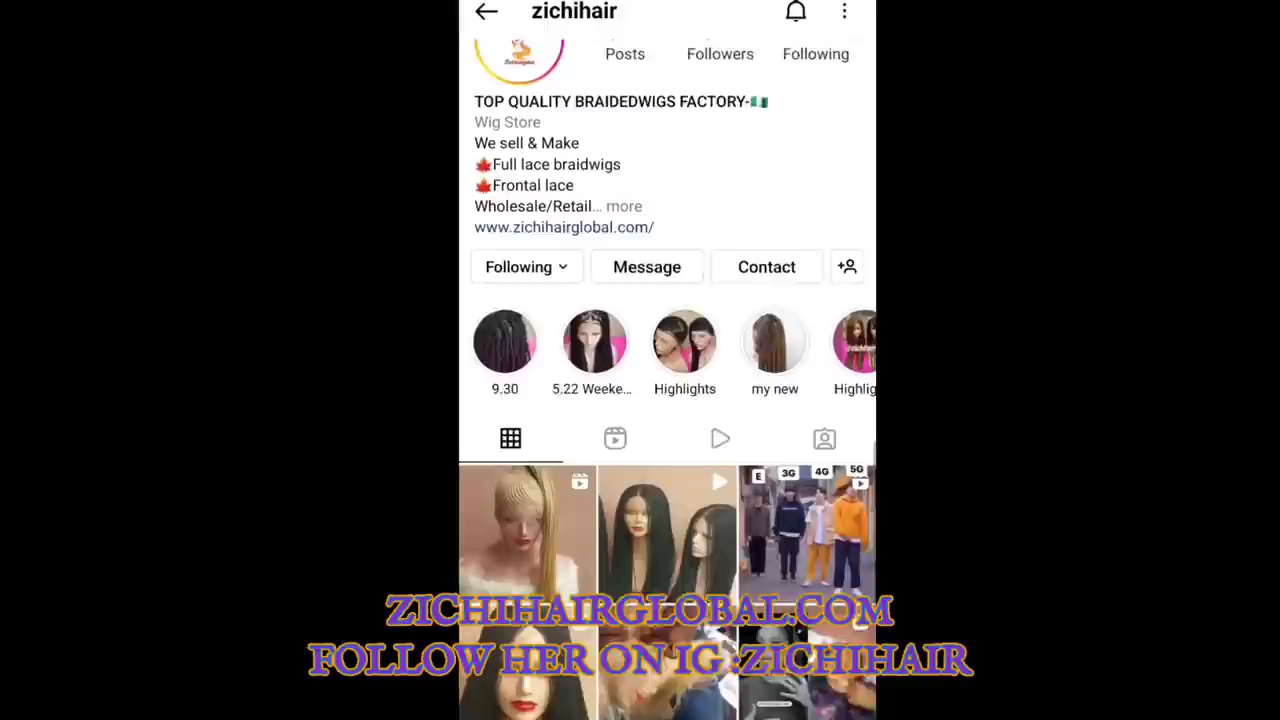 zichihair
Posts Followers Following
TOP QUALITY BRAIDEDWIGS FACTORY-🇳🇬
Wig Store
We sell & Make
🍁Full lace braidwigs
🍁Frontal lace
Wholesale/Retail... more
www.zichihairglobal.com/
Following Message Contact
9.30 5.22 Weeke... Highlights my new Highlig
E 3G 4G 5G
ZICHIHAIRGLOBAL.COM
FOLLOW HER ON IG :ZICHIHAIR